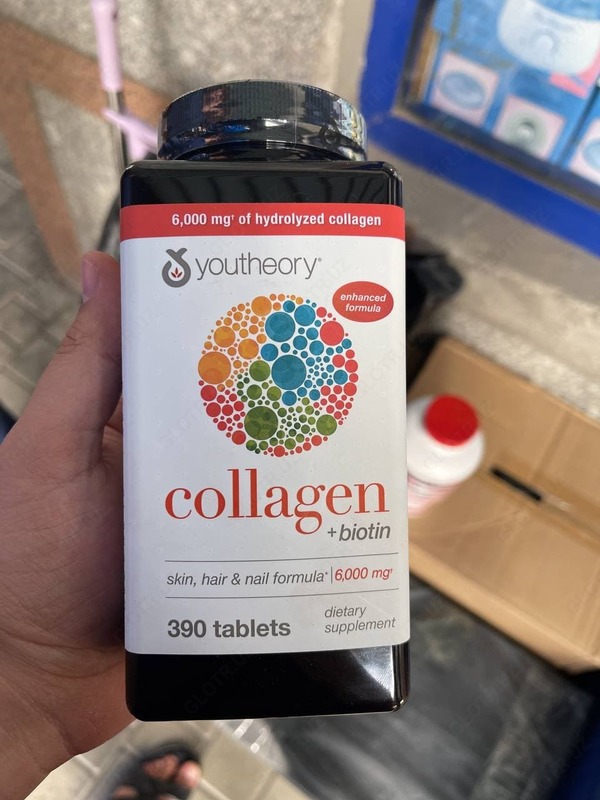 6,000 mg† of hydrolyzed collagen
youtheory®
enhanced
formula
collagen
+biotin
skin, hair & nail formula* | 6,000 mg†
390 tablets
dietary
supplement